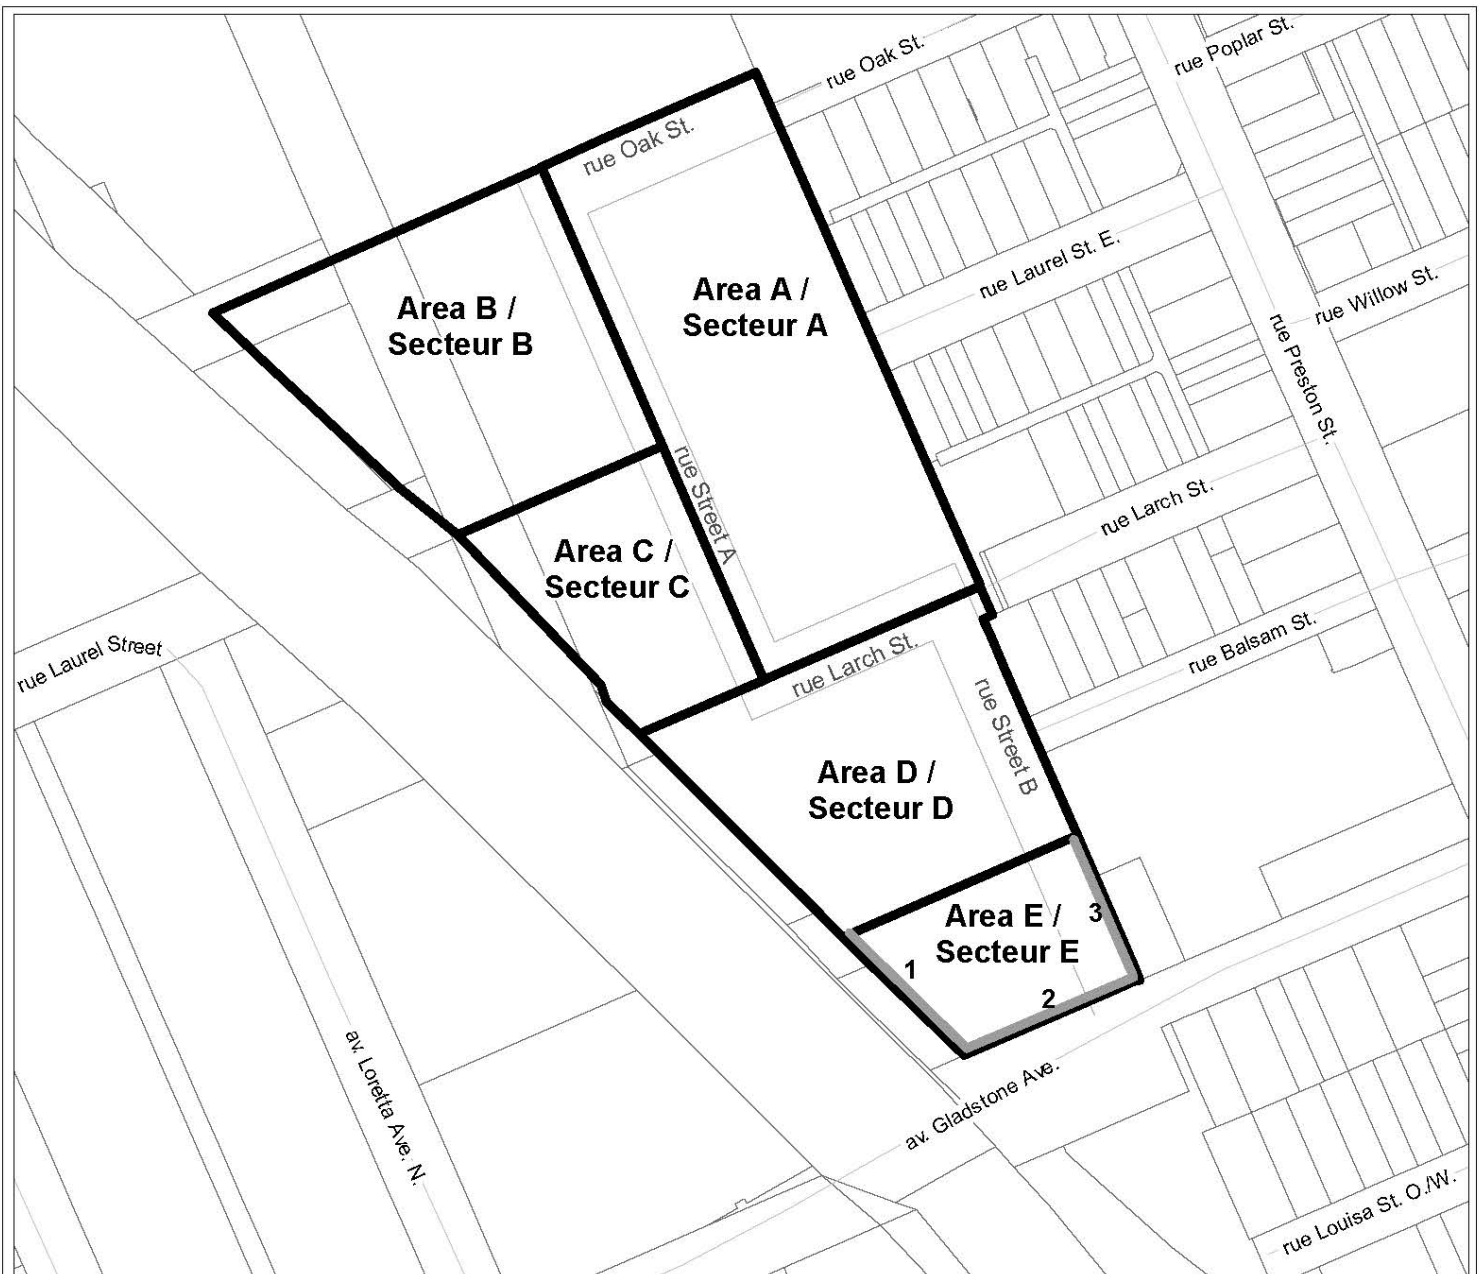 rue Oak St.
rue Poplar St.
rue Oak St.
rue Laurel St. E.
rue Willow St.
Area A /
Secteur A
Area B /
Secteur B
rue Preston St.
rue Street A
rue Larch St.
Area C /
Secteur C
rue Laurel Street
rue Larch St.
rue Balsam St.
rue Street B
Area D /
Secteur D
Area E /
Secteur E
3
1
2
av. Loretta Ave. N.
av. Gladstone Ave.
rue Louisa St. O./W.